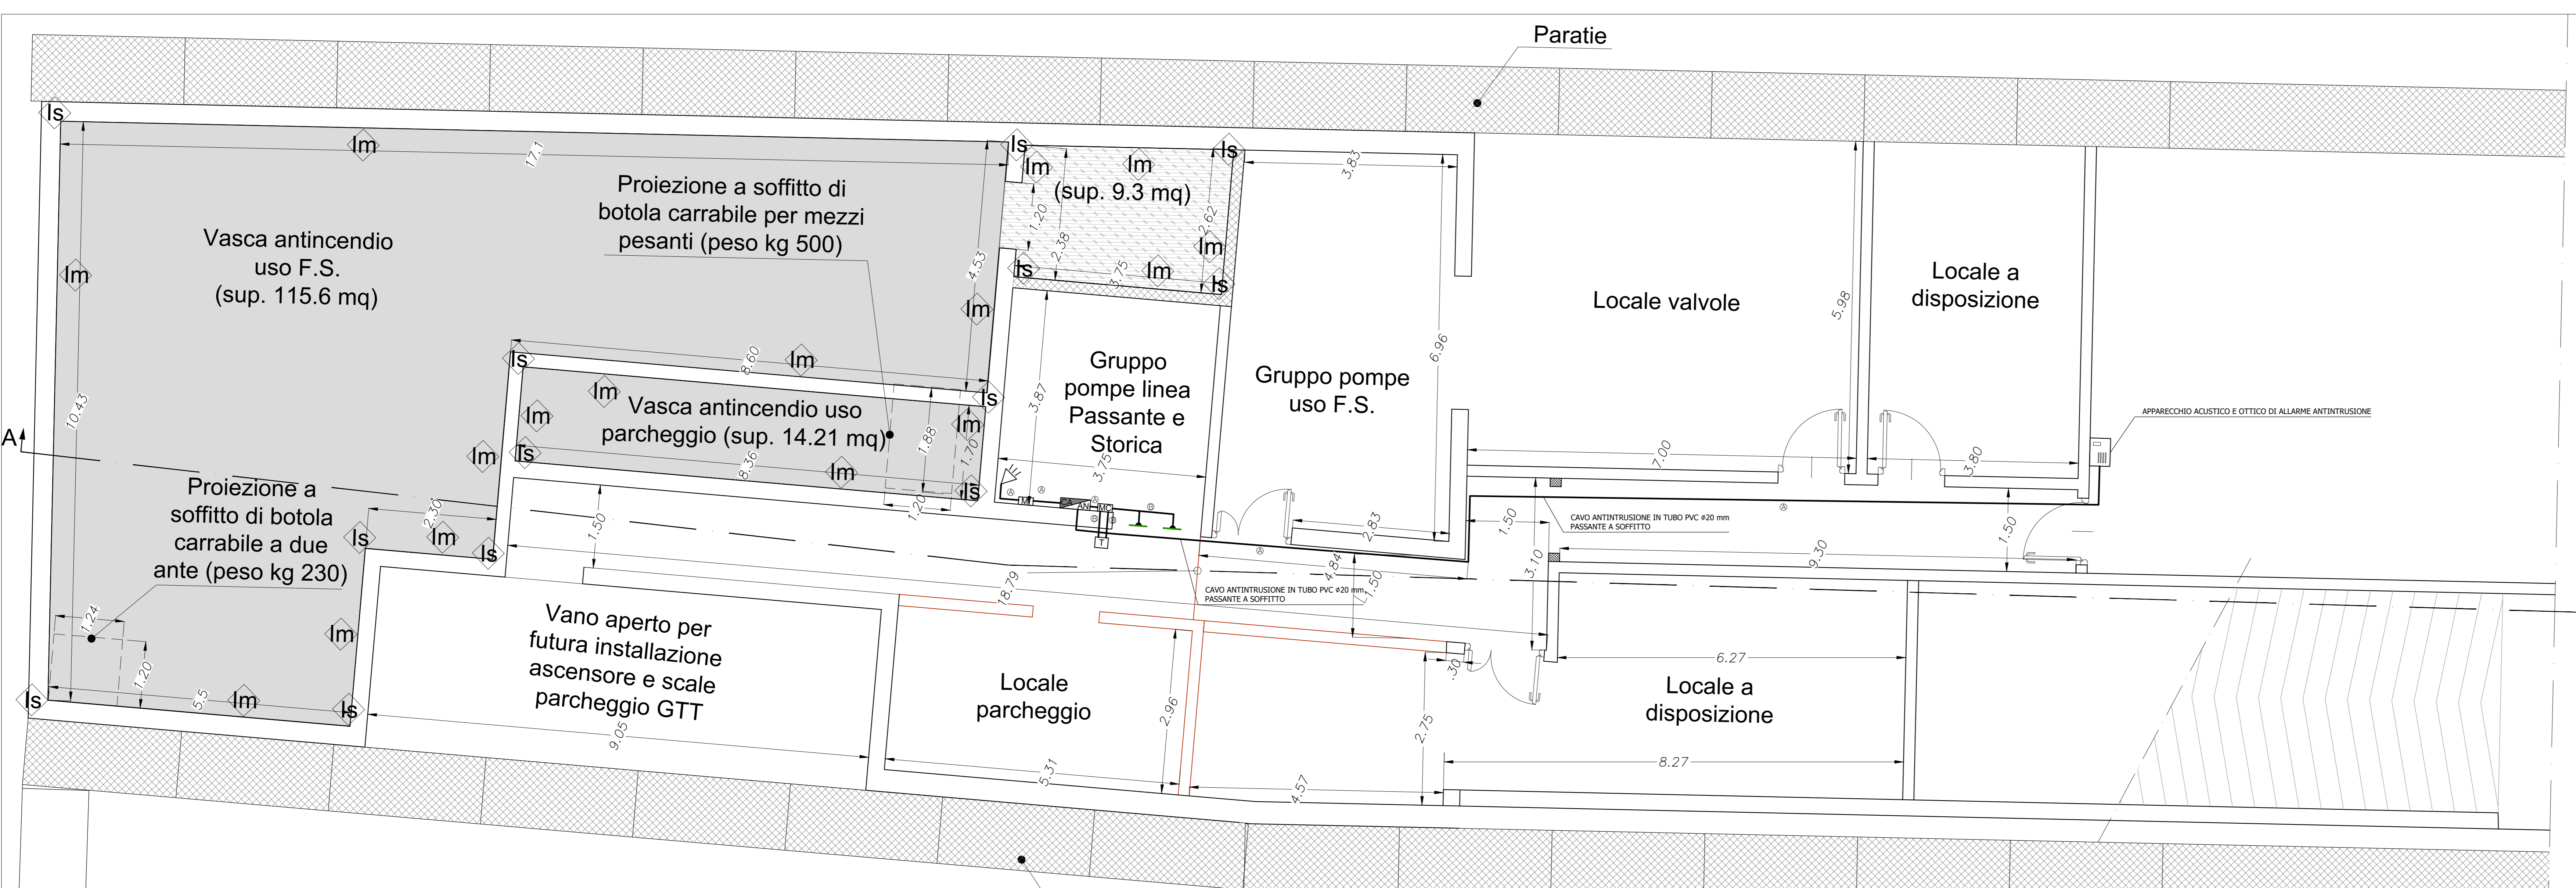 Paratie
Is
Im
17.1
Is
Im
Im
(sup. 9.3 mq)
Is
3.83
Proiezione a soffitto di
botola carrabile per mezzi
pesanti (peso kg 500)
1.20
2.38
2.62
Im
Vasca antincendio
uso F.S.
(sup. 115.6 mq)
Im
4.53
Im
Is
3.75
Im
Is
Locale valvole
5.98
Locale a
disposizione
6.96
Is
8.60
Im
Is
Gruppo
pompe linea
Passante e
Storica
3.87
3.75
Gruppo pompe
uso F.S.
Im
Vasca antincendio uso
parcheggio (sup. 14.21 mq)
Im
Im
1.88
1.70
10.43
A
Im
Is
8.36
Im
Is
1.20
7.00
3.80
APPARECCHIO ACUSTICO E OTTICO DI ALLARME ANTINTRUSIONE
Proiezione a
soffitto di botola
carrabile a due
ante (peso kg 230)
2.30
Is
Im
Is
1.50
M
CA
AN
MC
T
A
A
A
B
B
B
A
A
2.83
1.50
CAVO ANTINTRUSIONE IN TUBO PVC ⌀20 mm
PASSANTE A SOFFITTO
1.50
9.30
3.10
4.84
1.50
18.79
CAVO ANTINTRUSIONE IN TUBO PVC ⌀20 mm
PASSANTE A SOFFITTO
1.24
1.20
Im
Is
5.5
Im
Is
Vano aperto per
futura installazione
ascensore e scale
parcheggio GTT
9.05
Locale
parcheggio
2.96
5.31
4.57
2.75
.30
6.27
Locale a
disposizione
8.27